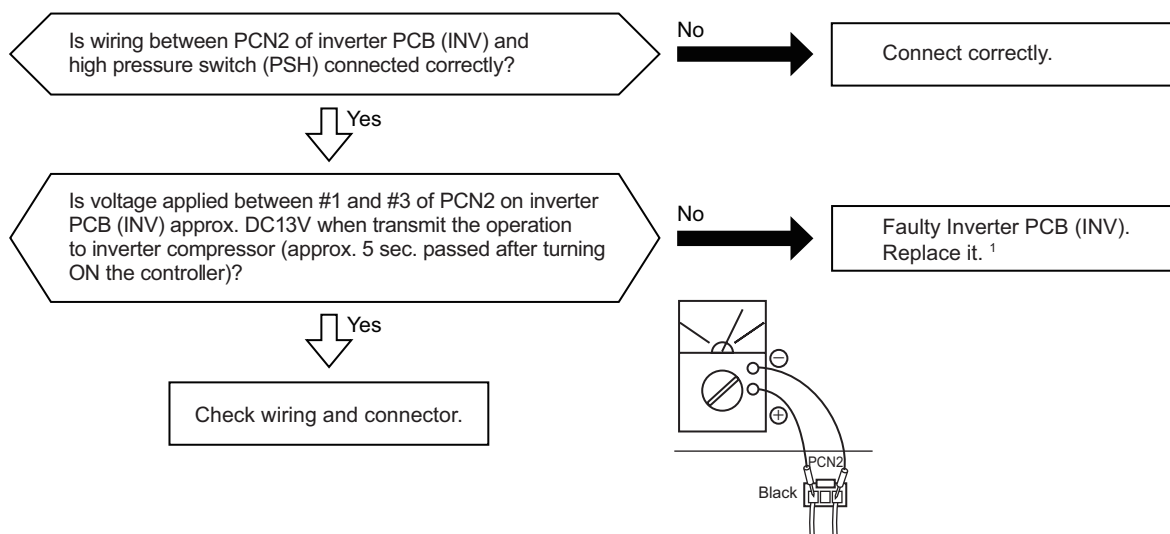 Is wiring between PCN2 of inverter PCB (INV) and
high pressure switch (PSH) connected correctly?
No
Connect correctly.
Yes
Is voltage applied between #1 and #3 of PCN2 on inverter
PCB (INV) approx. DC13V when transmit the operation
to inverter compressor (approx. 5 sec. passed after turning
ON the controller)?
No
Faulty Inverter PCB (INV).
Replace it. ¹
Yes
Check wiring and connector.
−
+
PCN2
Black